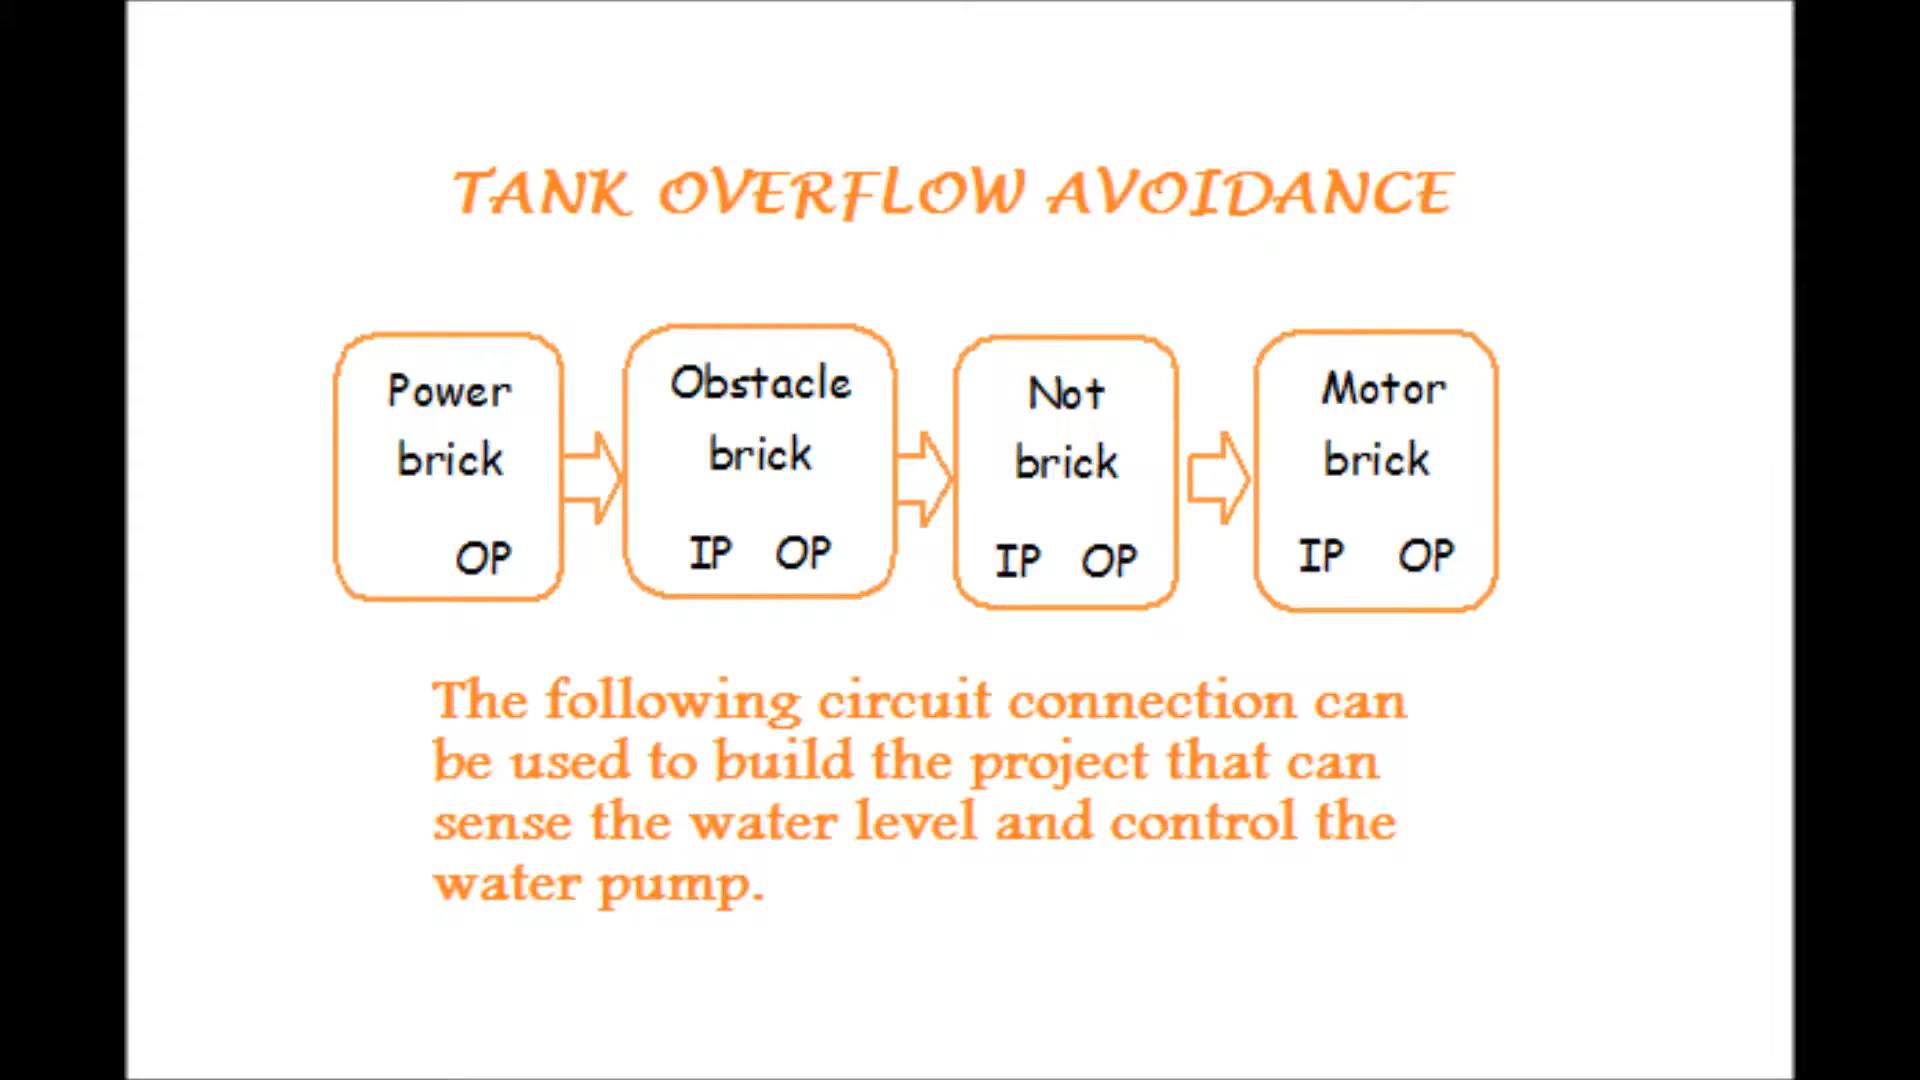 TANK OVERFLOW AVOIDANCE
Power
brick
OP
Obstacle
brick
IP OP
Not
brick
IP OP
Motor
brick
IP OP
The following circuit connection can
be used to build the project that can
sense the water level and control the
water pump.